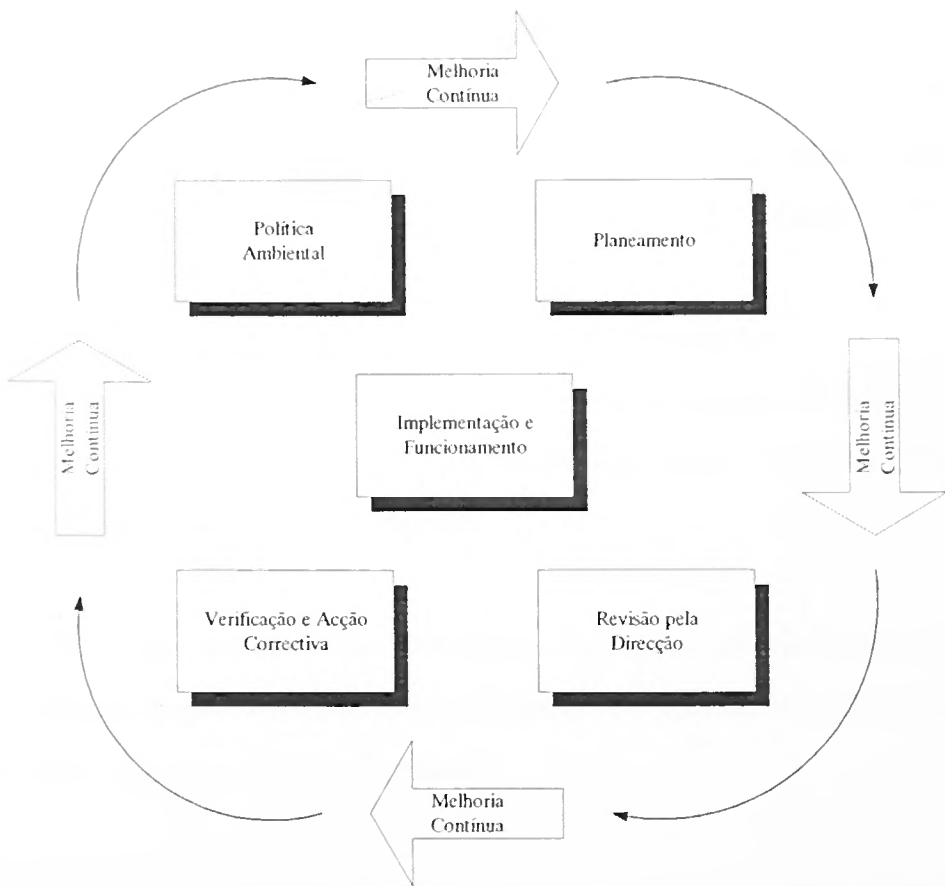 Melhoria
Contínua
Política
Ambiental
Planeamento
Melhoria
Contínua
Implementação e
Funcionamento
Melhoria
Contínua
Verificação e Acção
Correctiva
Revisão pela
Direcção
Melhoria
Contínua